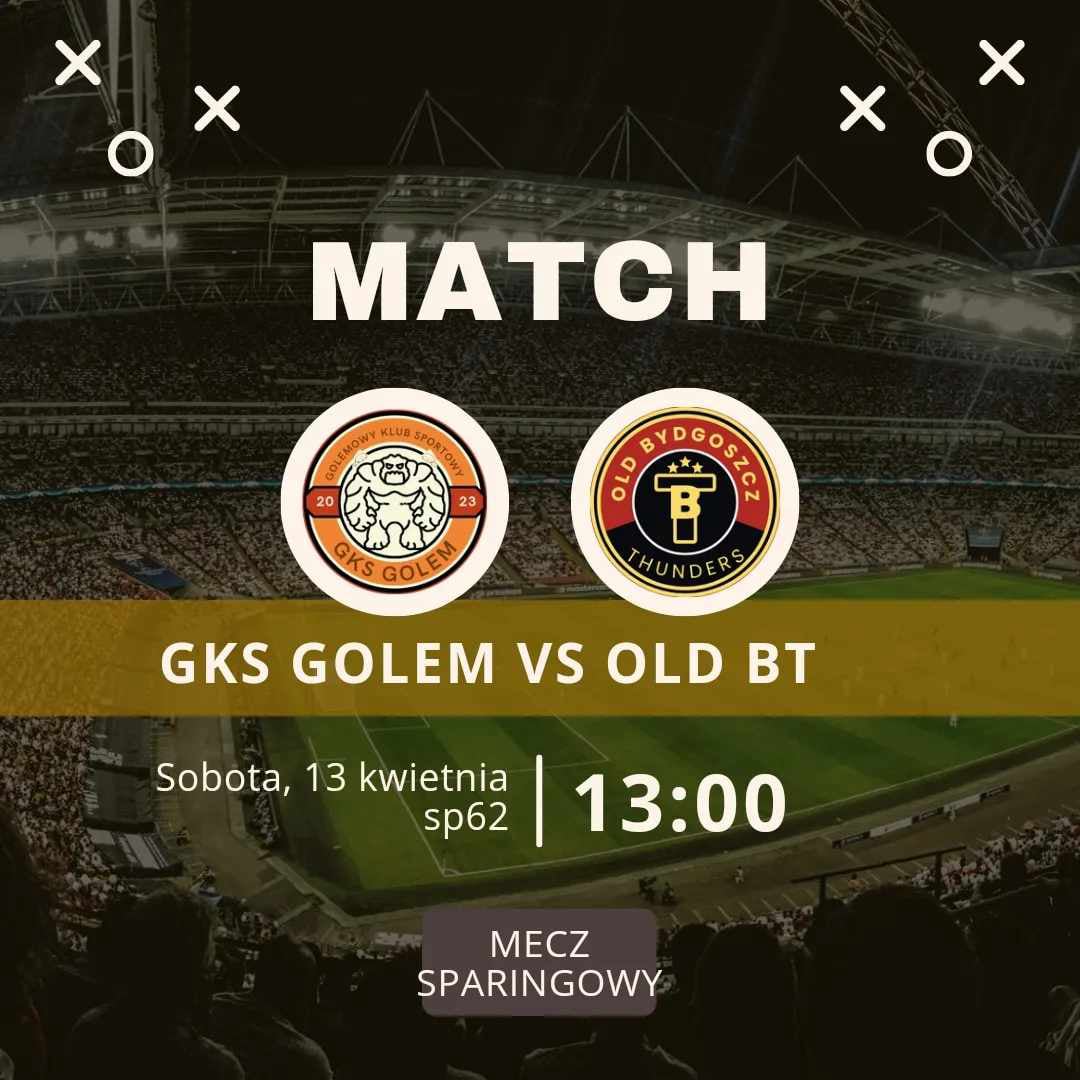 MATCH
GOLEMOWY KLUB SPORTOWY
20 23
GKS GOLEM
OLD BYDGOSZCZ
TB
THUNDERS
GKS GOLEM VS OLD BT
Sobota, 13 kwietnia
sp62
13:00
MECZ
SPARINGOWY